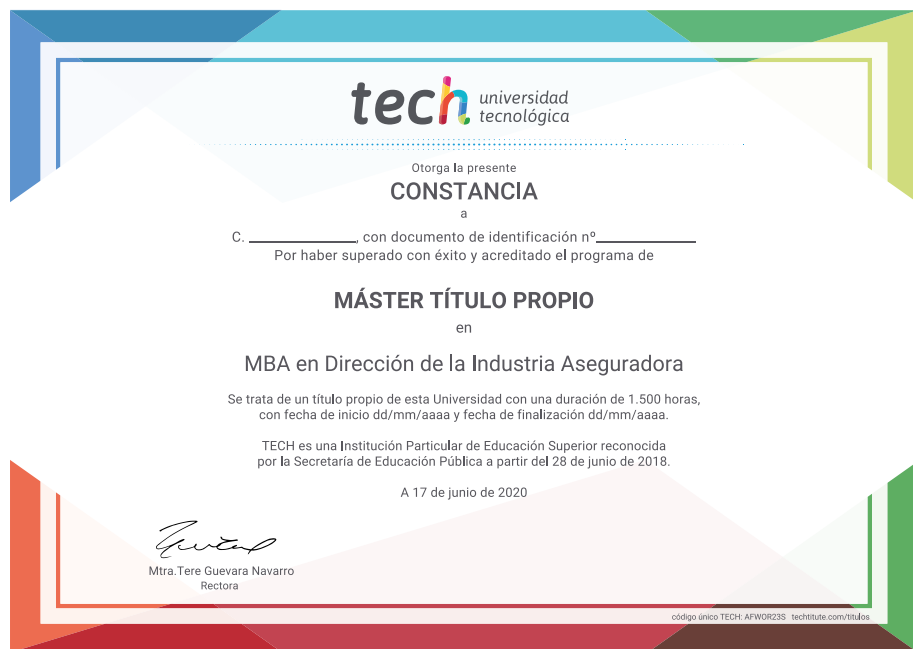 tech universidad
tecnológica
Otorga la presente
CONSTANCIA
a
C. ____________, con documento de identificación nº____________
Por haber superado con éxito y acreditado el programa de
MÁSTER TÍTULO PROPIO
en
MBA en Dirección de la Industria Aseguradora
Se trata de un título propio de esta Universidad con una duración de 1.500 horas,
con fecha de inicio dd/mm/aaaa y fecha de finalización dd/mm/aaaa.
TECH es una Institución Particular de Educación Superior reconocida
por la Secretaría de Educación Pública a partir del 28 de junio de 2018.
A 17 de junio de 2020
Mtra.Tere Guevara Navarro
Rectora
código único TECH: AFWOR23S techtitute.com/titulos